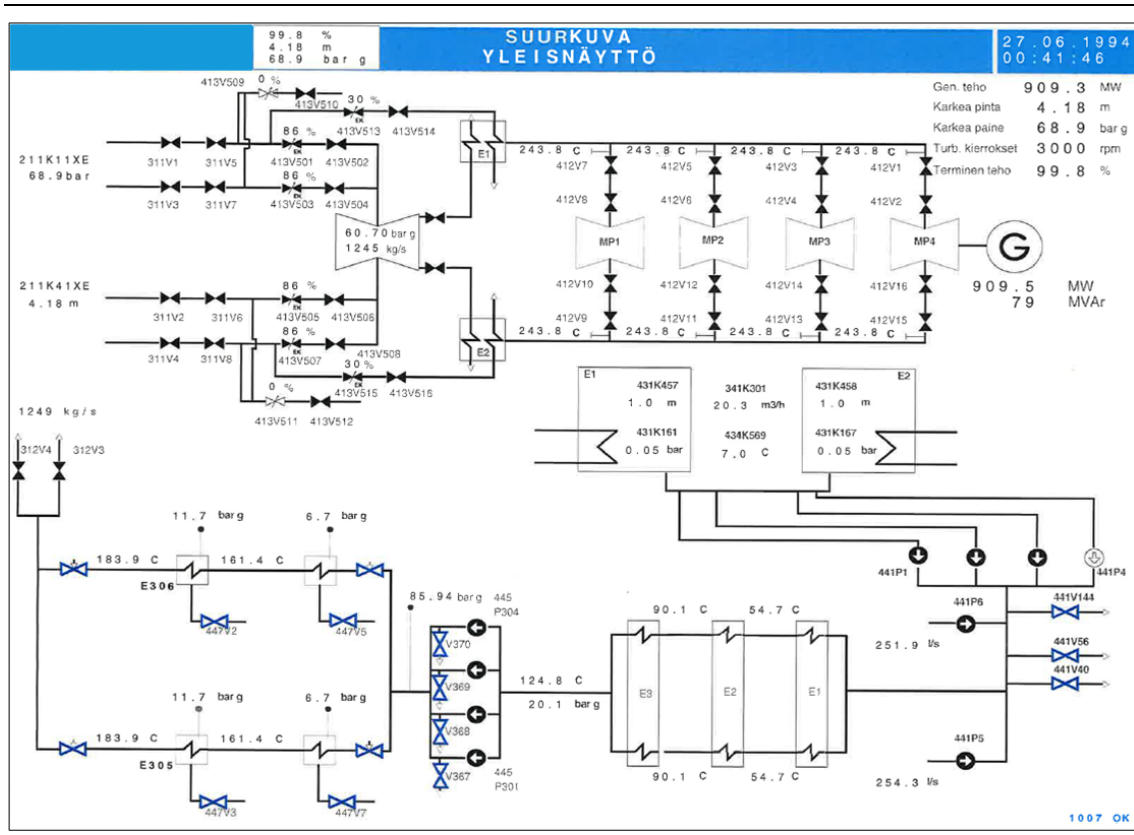 99.8 %
4.18 m
68.9 bar g
SUURKUVA
YLEISNÄYTTÖ
27.06.1994
00:41:46
Gen. teho 909.3 MW
Karkea pinta 4.18 m
Karkea paine 68.9 bar g
Turb. kierrokset 3000 rpm
Terminen teho 99.8 %
413V509 0 %
413V510
30 %
EK
413V513 413V514
86 %
EK
311V1 311V5 413V501 413V502
211K11XE
68.9bar
86 %
EK
311V3 311V7 413V503 413V504
E1
243.8 C 243.8 C 243.8 C 243.8 C
412V7 412V5 412V3 412V1
412V8 412V6 412V4 412V2
60.70 bar g
1245 kg/s
MP1 MP2 MP3 MP4
G
909.5 MW
79 MVAr
412V10 412V12 412V14 412V16
412V9 412V11 412V13 412V15
243.8 C 243.8 C 243.8 C 243.8 C
E2
211K41XE
4.18 m
86 %
EK
311V2 311V6 413V505 413V506
86 %
EK
311V4 311V8 413V507 413V508
30 %
EK
413V515 413V516
0 %
413V511 413V512
E1 E2
431K457 341K301 431K458
1.0 m 20.3 m3/h 1.0 m
431K161 434K569 431K167
0.05 bar 7.0 C 0.05 bar
1249 kg/s
312V4 312V3
11.7 bar g 6.7 bar g
183.9 C 161.4 C
E306
447V2 447V5
85.94 bar g 445
P304
V370
V369
V368
V367
445
P301
124.8 C
20.1 bar g
90.1 C 54.7 C
E3 E2 E1
90.1 C 54.7 C
441P1 441P4
441P6
251.9 l/s
441V144
441V56
441V40
441P5
254.3 l/s
11.7 bar g 6.7 bar g
183.9 C 161.4 C
E305
447V3 447V7
1007 OK